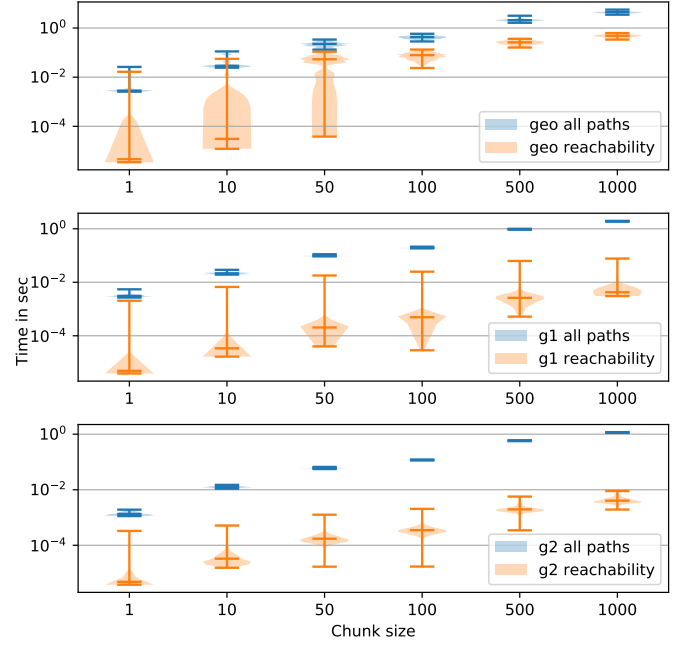 10^0
10^-2
10^-4
geo all paths
geo reachability
1 10 50 100 500 1000
10^0
10^-2
10^-4
Time in sec
g1 all paths
g1 reachability
1 10 50 100 500 1000
10^0
10^-2
10^-4
g2 all paths
g2 reachability
1 10 50 100 500 1000
Chunk size